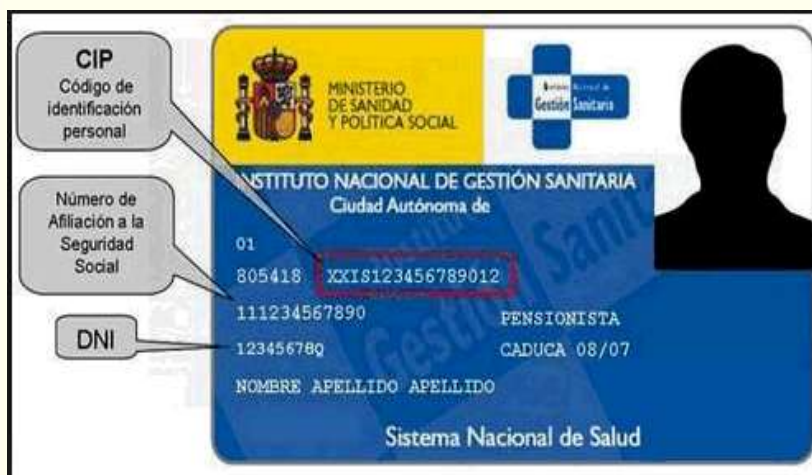 CIP
Código de
identificación
personal
Número de
Afiliación a la
Seguridad
Social
DNI
MINISTERIO
DE SANIDAD
Y POLITICA SOCIAL
Gestión Sanitaria
INSTITUTO NACIONAL DE GESTIÓN SANITARIA
Ciudad Autónoma de
01
805418 XXIS123456789012
111234567890 PENSIONISTA
12345678Q CADUCA 08/07
NOMBRE APELLIDO APELLIDO
Sistema Nacional de Salud